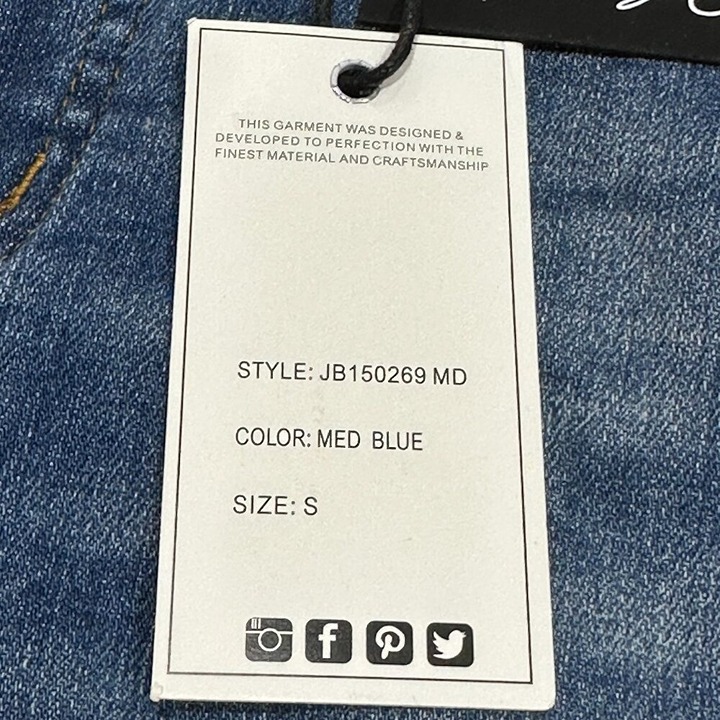 THIS GARMENT WAS DESIGNED &
DEVELOPED TO PERFECTION WITH THE
FINEST MATERIAL AND CRAFTSMANSHIP
STYLE: JB150269 MD
COLOR: MED BLUE
SIZE: S